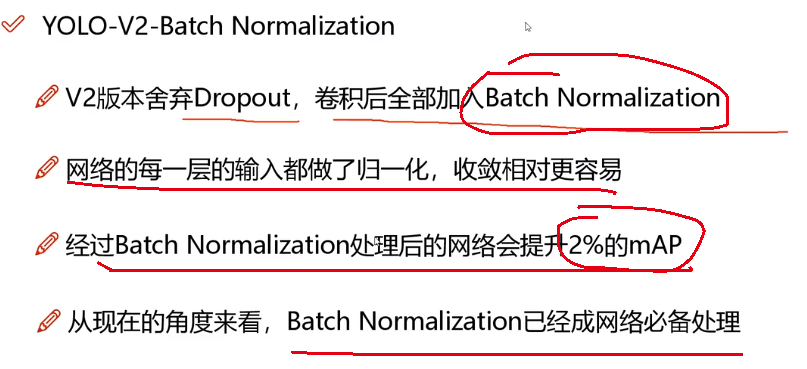 YOLO-V2-Batch Normalization
V2版本舍弃Dropout，卷积后全部加入Batch Normalization
网络的每一层的输入都做了归一化，收敛相对更容易
经过Batch Normalization处理后的网络会提升2%的mAP
从现在的角度来看，Batch Normalization已经成网络必备处理